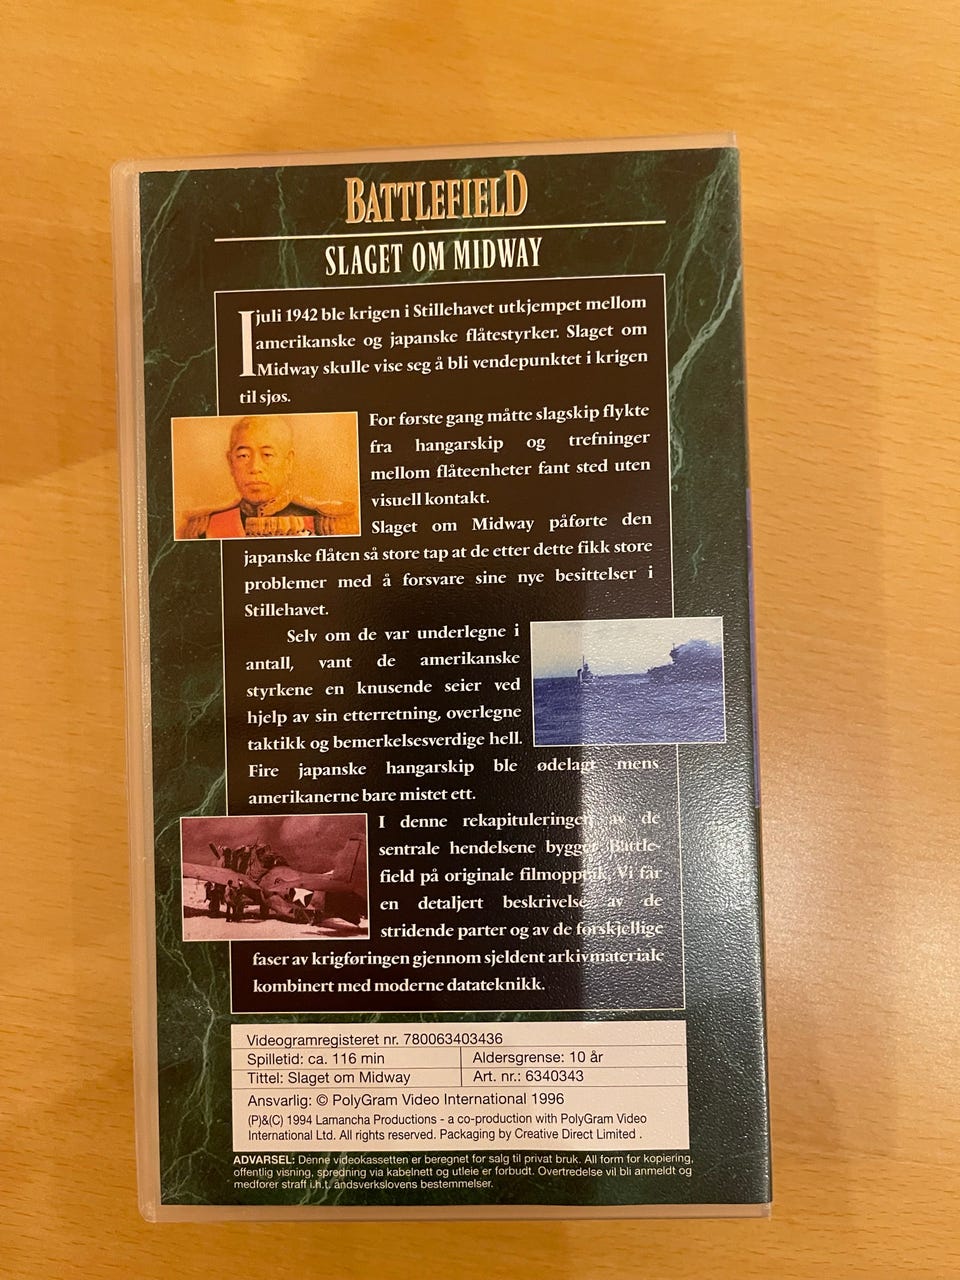 BATTLEFIELD
SLAGET OM MIDWAY
I juli 1942 ble krigen i Stillehavet utkjempet mellom
amerikanske og japanske flåtestyrker. Slaget om
Midway skulle vise seg å bli vendepunktet i krigen
til sjøs.
For første gang måtte slagskip flykte
fra hangarskip og trefninger
mellom flåteenheter fant sted uten
visuell kontakt.
Slaget om Midway påførte den
japanske flåten så store tap at de etter dette fikk store
problemer med å forsvare sine nye besittelser i
Stillehavet.
Selv om de var underlegne i
antall, vant de amerikanske
styrkene en knusende seier ved
hjelp av sin etterretning, overlegne
taktikk og bemerkelsesverdige hell.
Fire japanske hangarskip ble ødelagt mens
amerikanerne bare mistet ett.
I denne rekapituleringen av de
sentrale hendelsene bygger Battle-
field på originale filmopptak. Vi får
en detaljert beskrivelse av de
stridende parter og av de forskjellige
faser av krigføringen gjennom sjeldent arkivmateriale
kombinert med moderne datateknikk.
Videogramregisteret nr. 780063403436
Spilletid: ca. 116 min Aldersgrense: 10 år
Tittel: Slaget om Midway Art. nr.: 6340343
Ansvarlig: © PolyGram Video International 1996
(P)&(C) 1994 Lamancha Productions - a co-production with PolyGram Video
International Ltd. All rights reserved. Packaging by Creative Direct Limited .
ADVARSEL: Denne videokassetten er beregnet for salg til privat bruk. All form for kopiering,
offentlig visning, spredning via kabelnett og utleie er forbudt. Overtredelse vil bli anmeldt og
medfører straff i.h.t. åndsverkslovens bestemmelser.